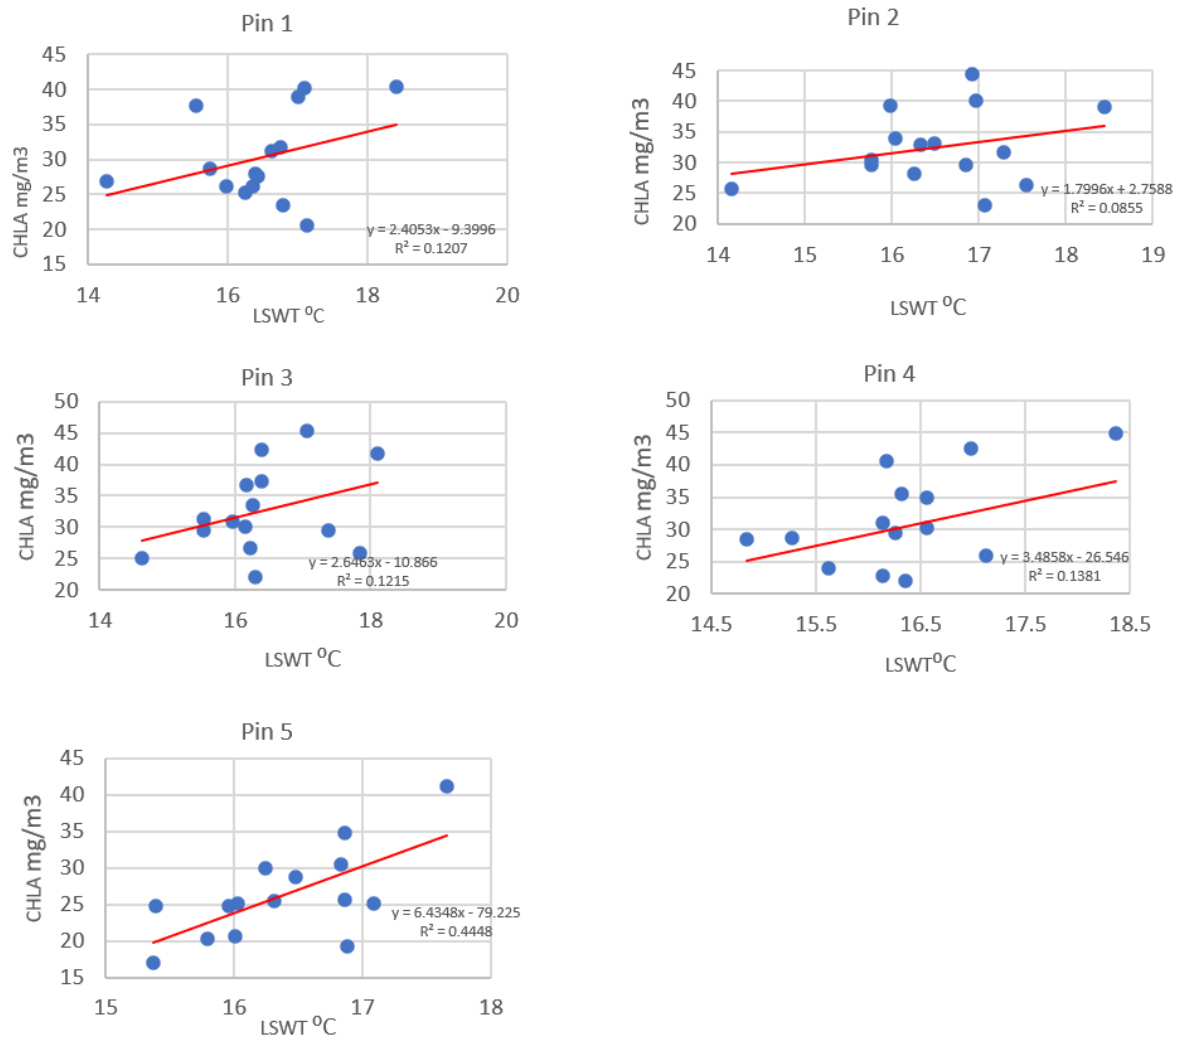 Pin 1
CHLA mg/m3
45
40
35
30
25
20
15
y = 2.4053x - 9.3996
R² = 0.1207
14 16 18 20
LSWT ⁰C
Pin 2
CHLA mg/m3
45
40
35
30
25
20
y = 1.7996x + 2.7588
R² = 0.0855
14 15 16 17 18 19
LSWT ⁰C
Pin 3
CHLA mg/m3
50
45
40
35
30
25
20
y = 2.6463x - 10.866
R² = 0.1215
14 16 18 20
LSWT ⁰C
Pin 4
CHLA mg/m3
50
45
40
35
30
25
20
y = 3.4858x - 26.546
R² = 0.1381
14.5 15.5 16.5 17.5 18.5
LSWT⁰C
Pin 5
CHLA mg/m3
45
40
35
30
25
20
15
y = 6.4348x - 79.225
R² = 0.4448
15 16 17 18
LSWT ⁰C